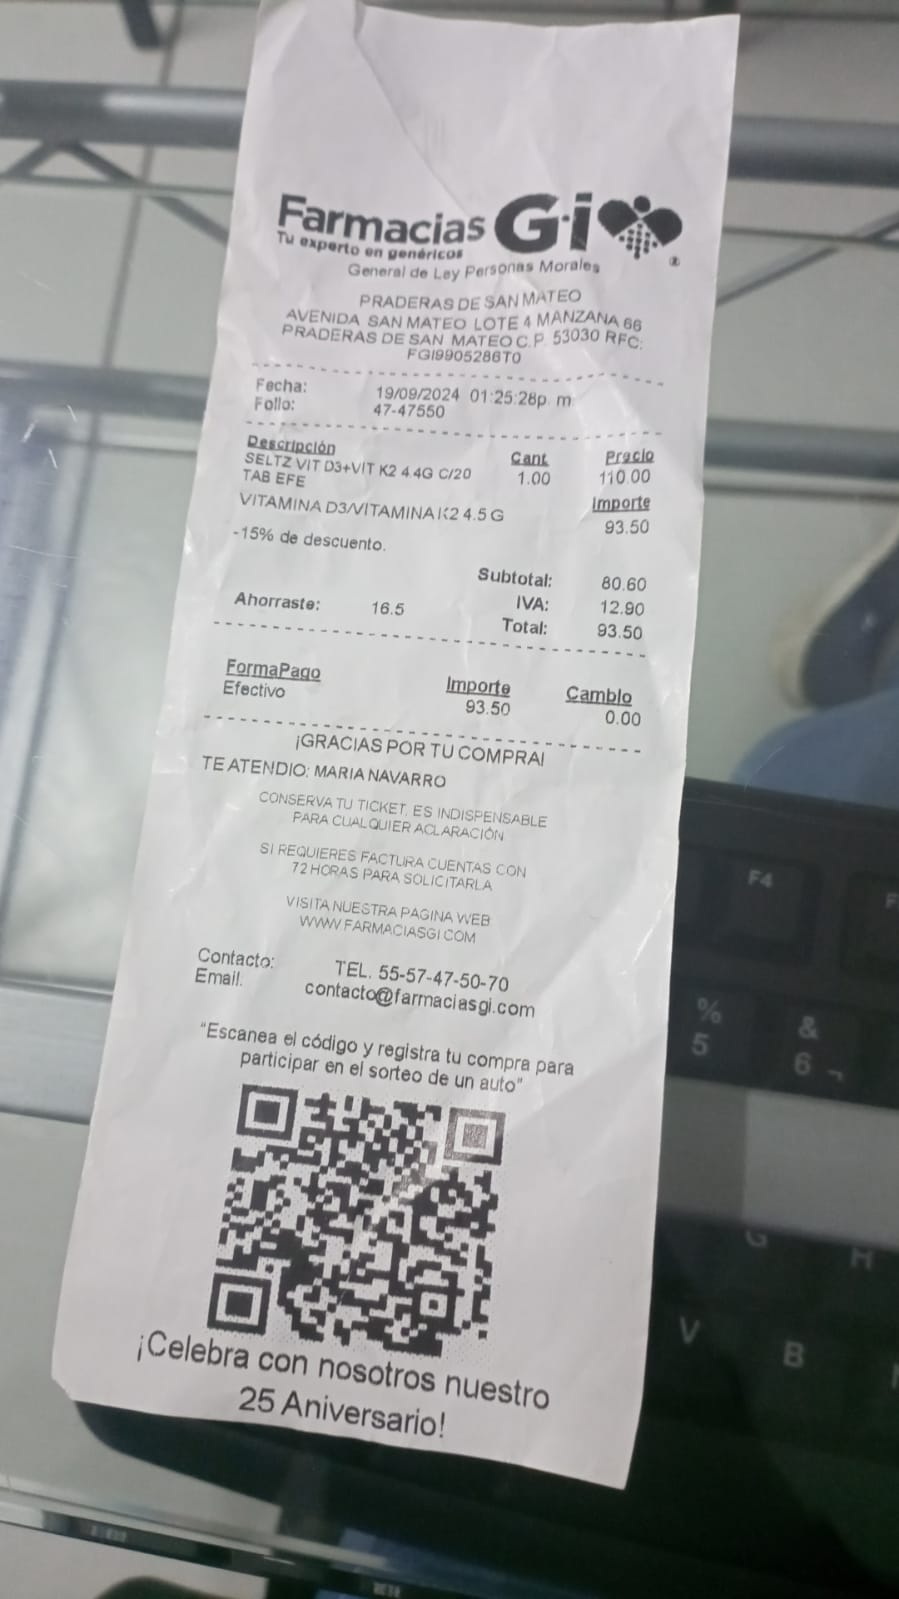 Farmacias G·i
Tu experto en genéricos
General de Ley Personas Morales
PRADERAS DE SAN MATEO
AVENIDA SAN MATEO LOTE 4 MANZANA 66
PRADERAS DE SAN MATEO C.P. 53030 RFC:
FGI9905286T0
Fecha: 19/09/2024 01:25:28p. m
Folio: 47-47550
Descripción Cant Precio
SELTZ VIT D3+VIT K2 4.4G C/20 1.00 110.00
TAB EFE Importe
VITAMINA D3/VITAMINA K2 4.5 G 93.50
-15% de descuento.
Subtotal: 80.60
IVA: 12.90
Ahorraste: 16.5 Total: 93.50
FormaPago Importe Cambio
Efectivo 93.50 0.00
¡GRACIAS POR TU COMPRA!
TE ATENDIO: MARIA NAVARRO
CONSERVA TU TICKET, ES INDISPENSABLE
PARA CUALQUIER ACLARACIÓN
SI REQUIERES FACTURA CUENTAS CON
72 HORAS PARA SOLICITARLA
VISITA NUESTRA PAGINA WEB
WWW.FARMACIASGI.COM
Contacto: TEL. 55-57-47-50-70
Email. contacto@farmaciasgi.com
"Escanea el código y registra tu compra para
participar en el sorteo de un auto"
¡Celebra con nosotros nuestro
25 Aniversario!
F4
% &
5 6 ¬
G H
V B